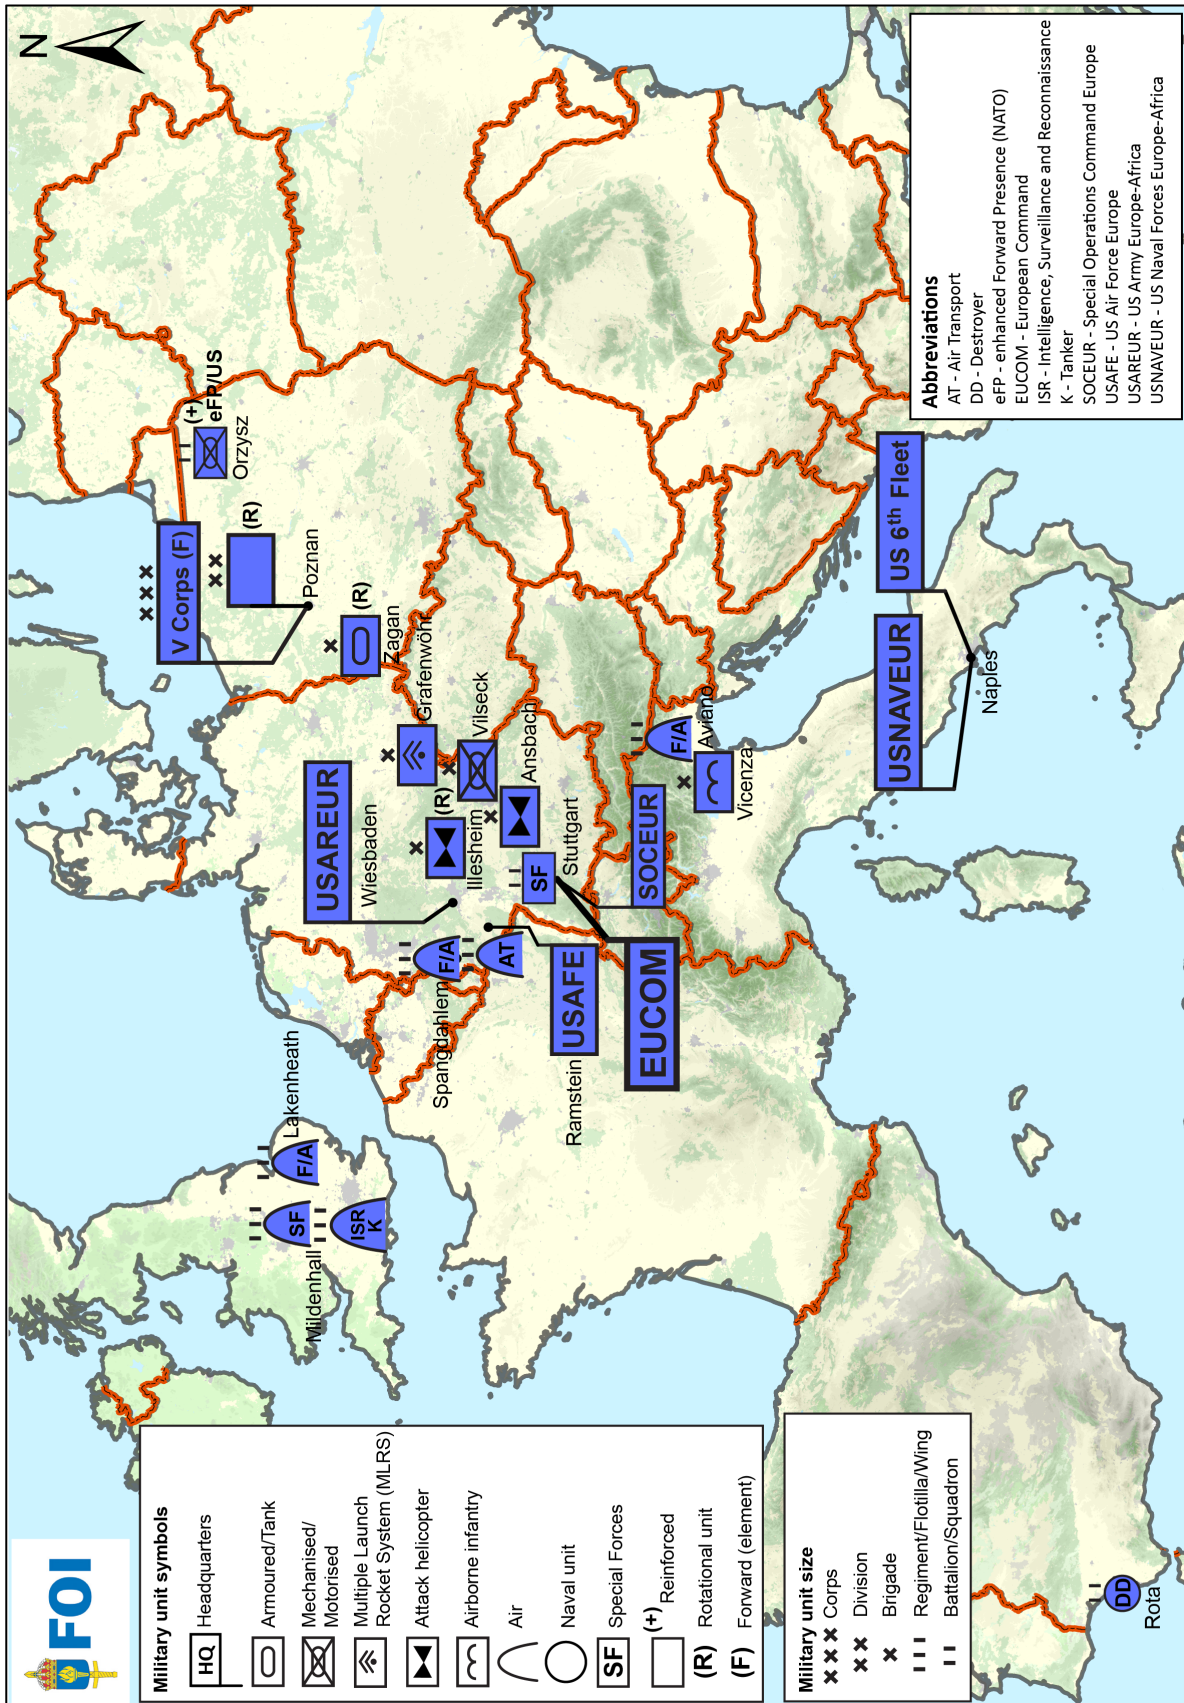 FOI
N
Military unit symbols
HQ
Headquarters
Armoured/Tank
Mechanised/
Motorised
Multiple Launch
Rocket System (MLRS)
Attack helicopter
Airborne infantry
Air
Naval unit
SF
Special Forces
(+)
Reinforced
(R)
Rotational unit
(F)
Forward (element)
Military unit size
Corps
Division
Brigade
Regiment/Flotilla/Wing
Battalion/Squadron
Mildenhall
SF
ISR
K
Lakenheath
F/A
V Corps (F)
(R)
Poznan
(+)
eFP/US
Orzysz
(R)
Zagan
USAREUR
Wiesbaden
Grafenwöhr
Vilseck
(R)
Illesheim
Ansbach
SF
Stuttgart
Spangdahlem
F/A
AT
Ramstein
USAFE
EUCOM
SOCEUR
F/A
Aviano
Vicenza
USNAVEUR
US 6th Fleet
Naples
DD
Rota
Abbreviations
AT - Air Transport
DD - Destroyer
eFP - enhanced Forward Presence (NATO)
EUCOM - European Command
ISR - Intelligence, Surveillance and Reconnaissance
K - Tanker
SOCEUR - Special Operations Command Europe
USAFE - US Air Force Europe
USAREUR - US Army Europe-Africa
USNAVEUR - US Naval Forces Europe-Africa